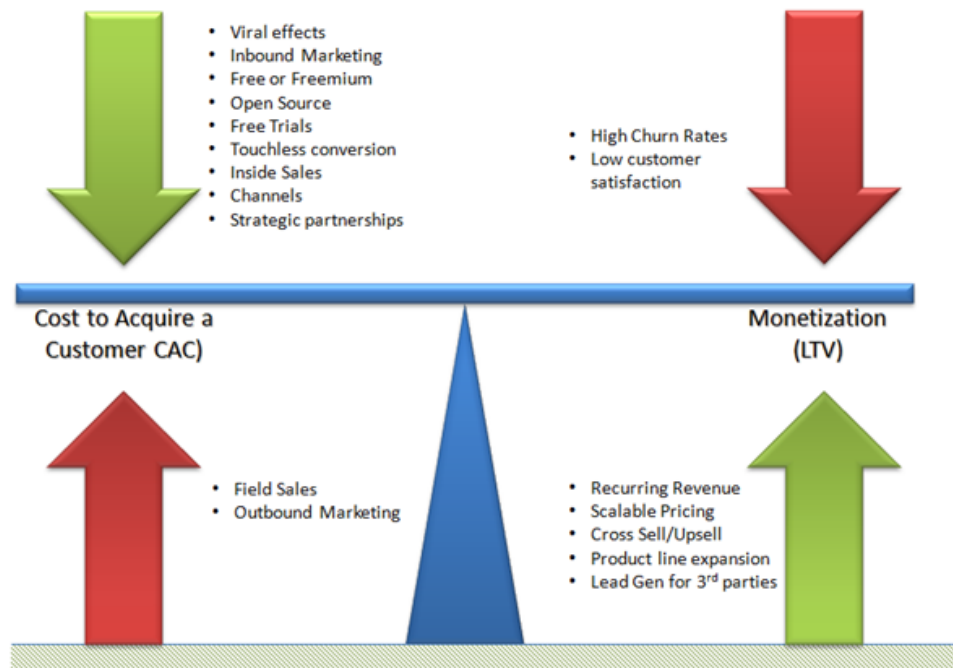 • Viral effects
• Inbound Marketing
• Free or Freemium
• Open Source
• Free Trials
• Touchless conversion
• Inside Sales
• Channels
• Strategic partnerships
• High Churn Rates
• Low customer
satisfaction
Cost to Acquire a
Customer CAC)
Monetization
(LTV)
• Field Sales
• Outbound Marketing
• Recurring Revenue
• Scalable Pricing
• Cross Sell/Upsell
• Product line expansion
• Lead Gen for 3rd parties